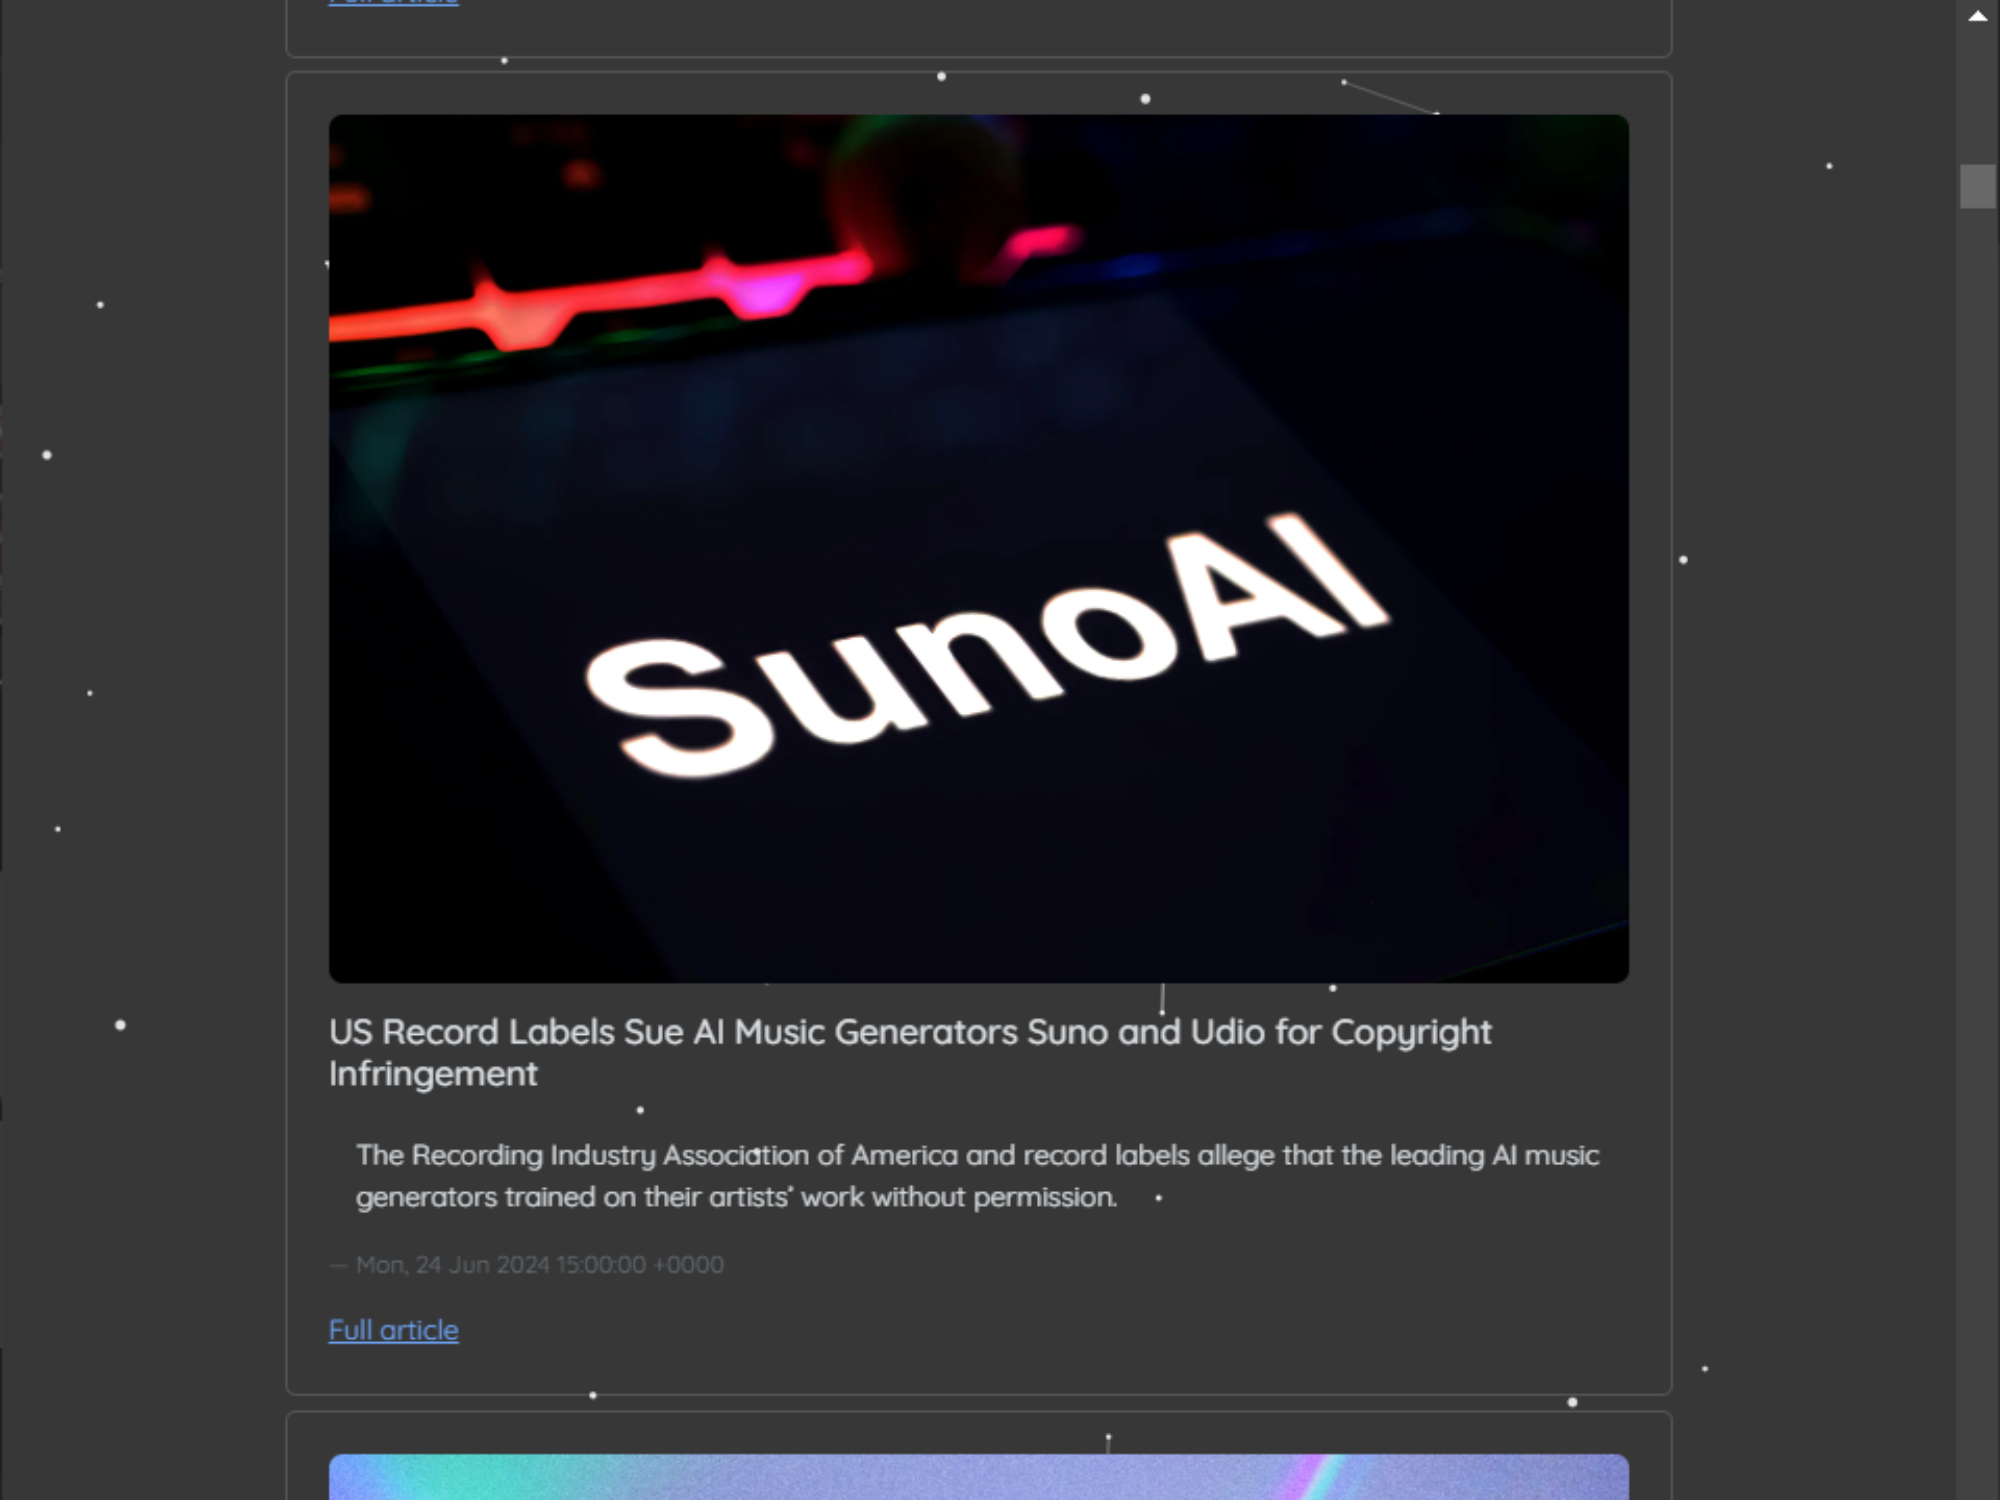 SunoAI
US Record Labels Sue AI Music Generators Suno and Udio for Copyright
Infringement
The Recording Industry Association of America and record labels allege that the leading AI music
generators trained on their artists’ work without permission.
— Mon, 24 Jun 2024 15:00:00 +0000
Full article